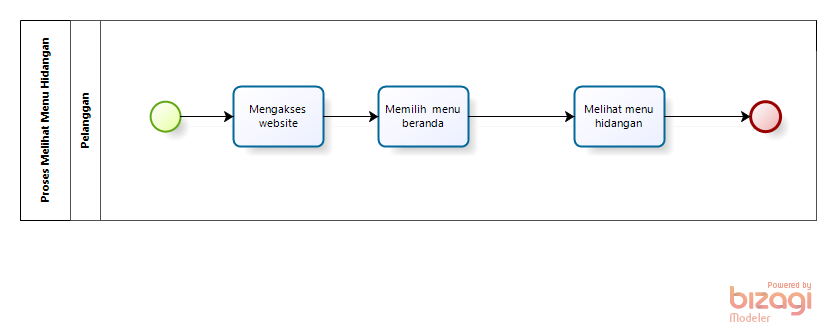 Proses Melihat Menu Hidangan
Pelanggan
Mengakses
website
Memilih menu
beranda
Melihat menu
hidangan
Powered by
bizagi
Modeler